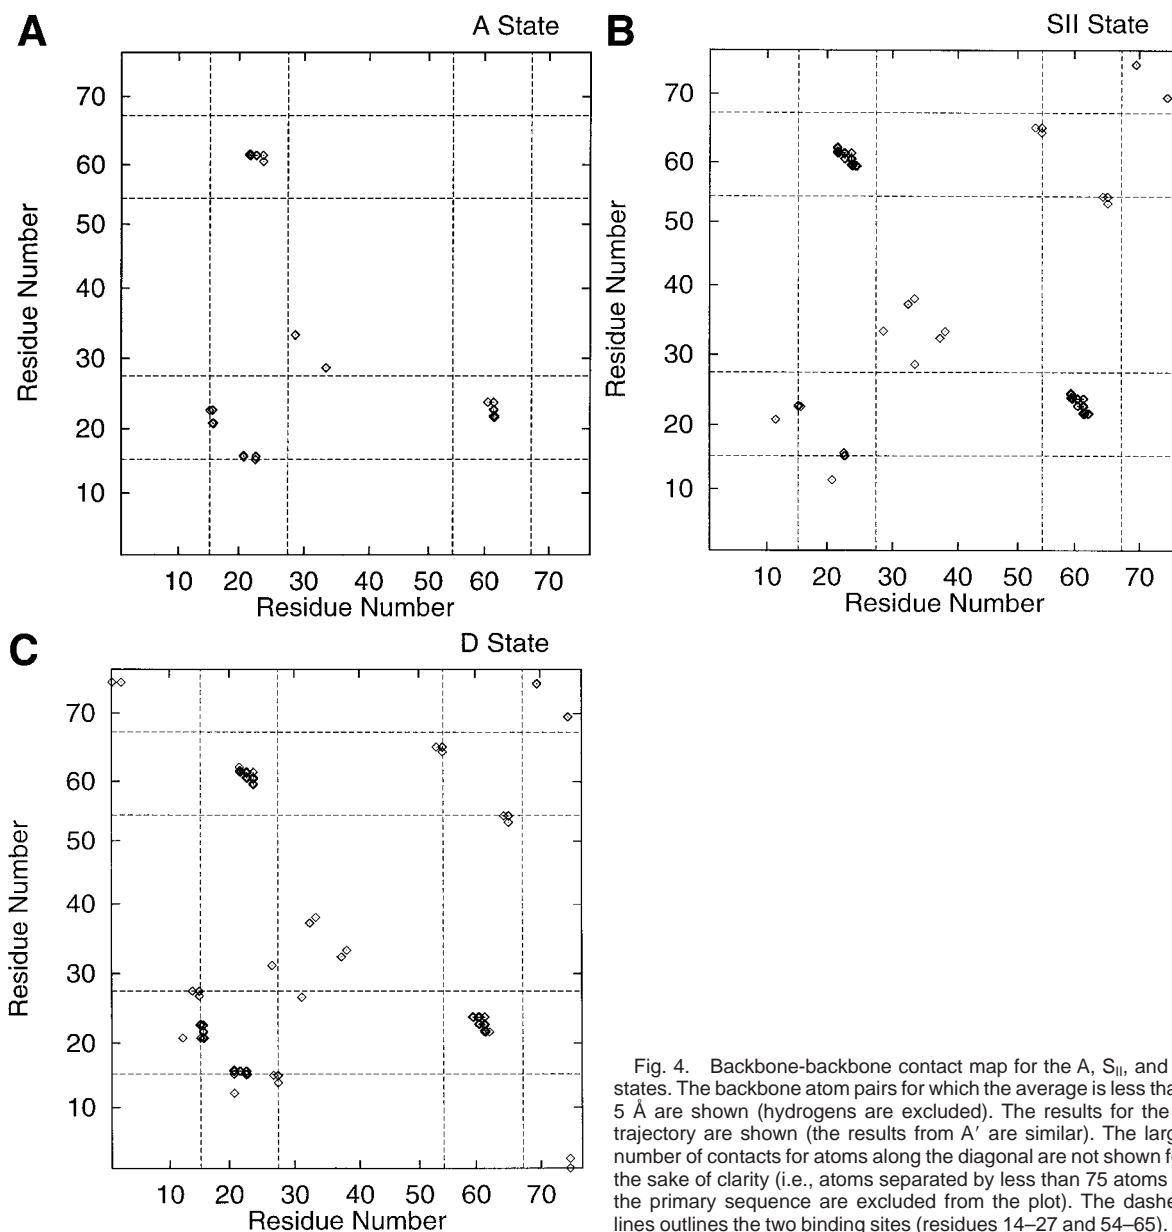 A
A State
70
60
50
40
30
20
10
Residue Number
10 20 30 40 50 60 70
Residue Number
B
SII State
70
60
50
40
30
20
10
Residue Number
10 20 30 40 50 60 70
Residue Number
C
D State
70
60
50
40
30
20
10
Residue Number
10 20 30 40 50 60 70
Residue Number
Fig. 4. Backbone-backbone contact map for the A, SII, and
states. The backbone atom pairs for which the average is less tha
5 Å are shown (hydrogens are excluded). The results for the
trajectory are shown (the results from A′ are similar). The larg
number of contacts for atoms along the diagonal are not shown f
the sake of clarity (i.e., atoms separated by less than 75 atoms
the primary sequence are excluded from the plot). The dashe
lines outlines the two binding sites (residues 14–27 and 54–65).